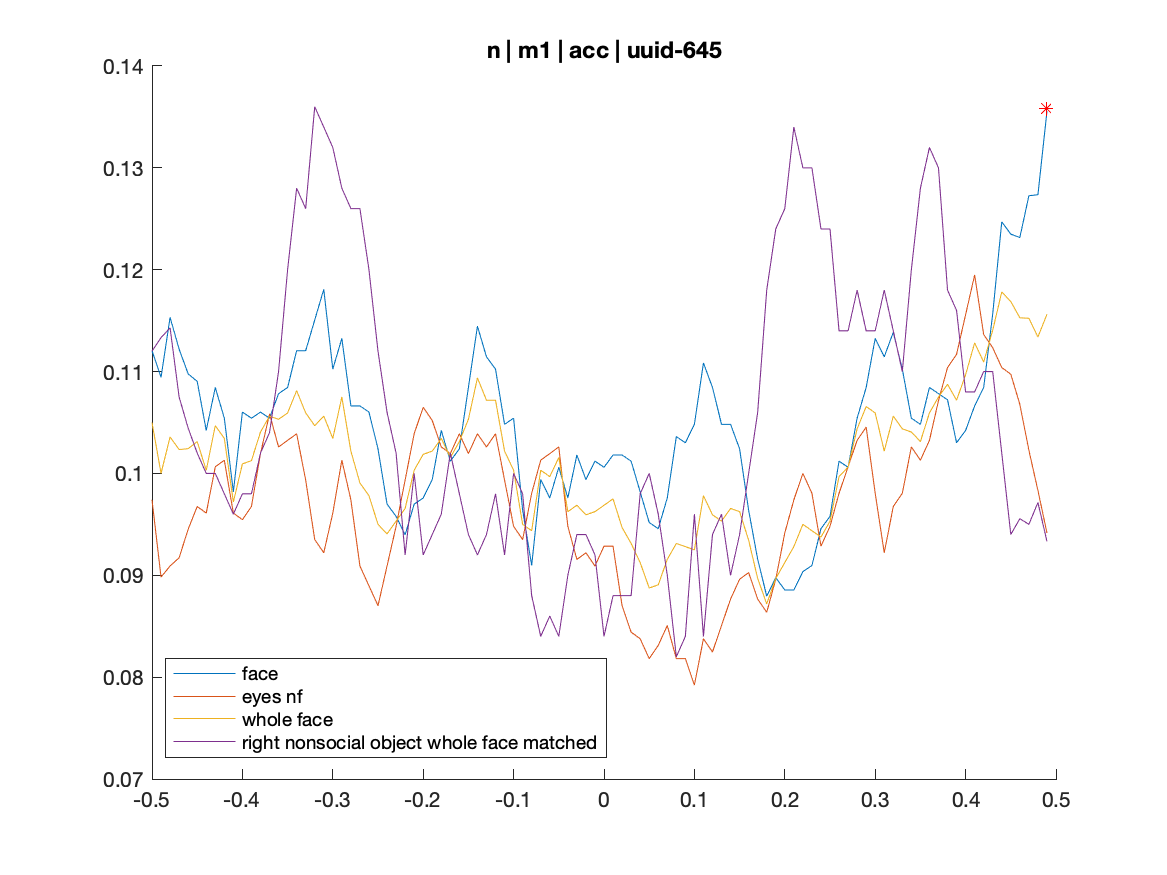 n | m1 | acc | uuid-645
0.14
0.13
0.12
0.11
0.1
0.09
0.08
0.07
face
eyes nf
whole face
right nonsocial object whole face matched
-0.5 -0.4 -0.3 -0.2 -0.1 0 0.1 0.2 0.3 0.4 0.5